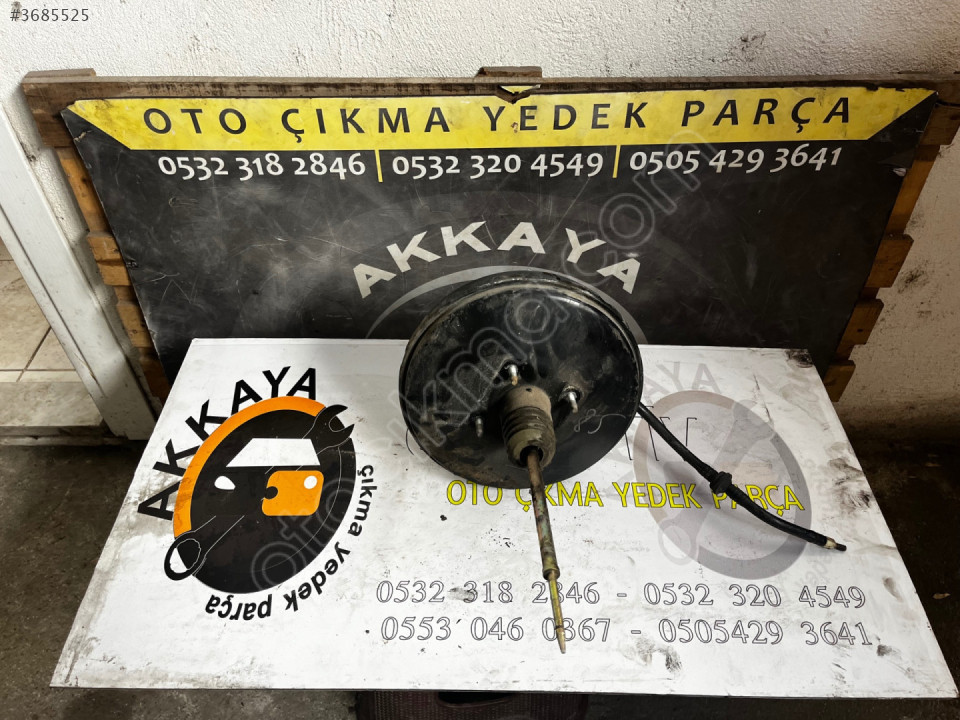 #3685525
OTO ÇIKMA YEDEK PARÇA
0532 318 2846 | 0532 320 4549 | 0505 429 3641
AKKAYA
AKKAYA
çıkma yedek parça
OTO ÇIKMA YEDEK PARÇA
0532 318 2846 - 0532 320 4549
0553 046 0367 - 0505429 3641